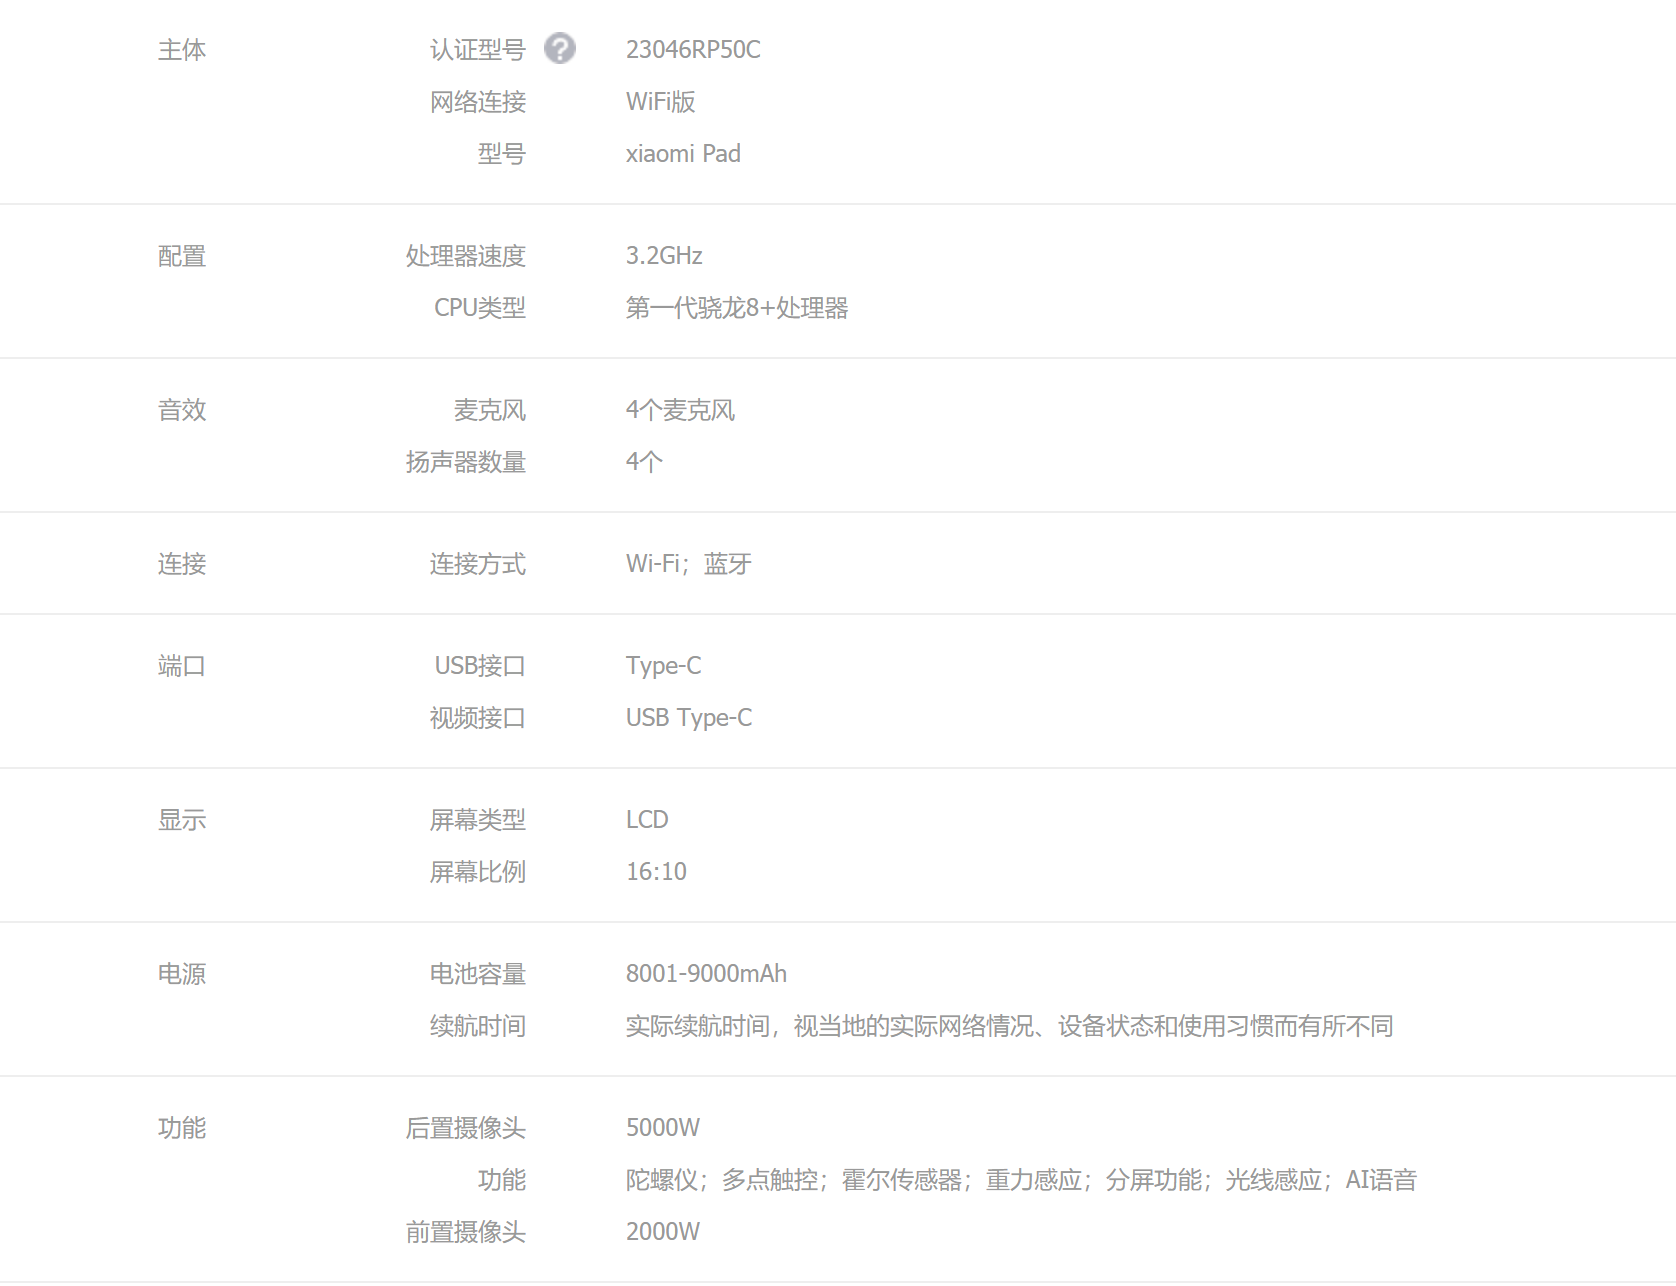 主体 认证型号 ? 23046RP50C
网络连接 WiFi版
型号 xiaomi Pad
配置 处理器速度 3.2GHz
CPU类型 第一代骁龙8+处理器
音效 麦克风 4个麦克风
扬声器数量 4个
连接 连接方式 Wi-Fi；蓝牙
端口 USB接口 Type-C
视频接口 USB Type-C
显示 屏幕类型 LCD
屏幕比例 16:10
电源 电池容量 8001-9000mAh
续航时间 实际续航时间，视当地的实际网络情况、设备状态和使用习惯而有所不同
功能 后置摄像头 5000W
功能 陀螺仪；多点触控；霍尔传感器；重力感应；分屏功能；光线感应；AI语音
前置摄像头 2000W